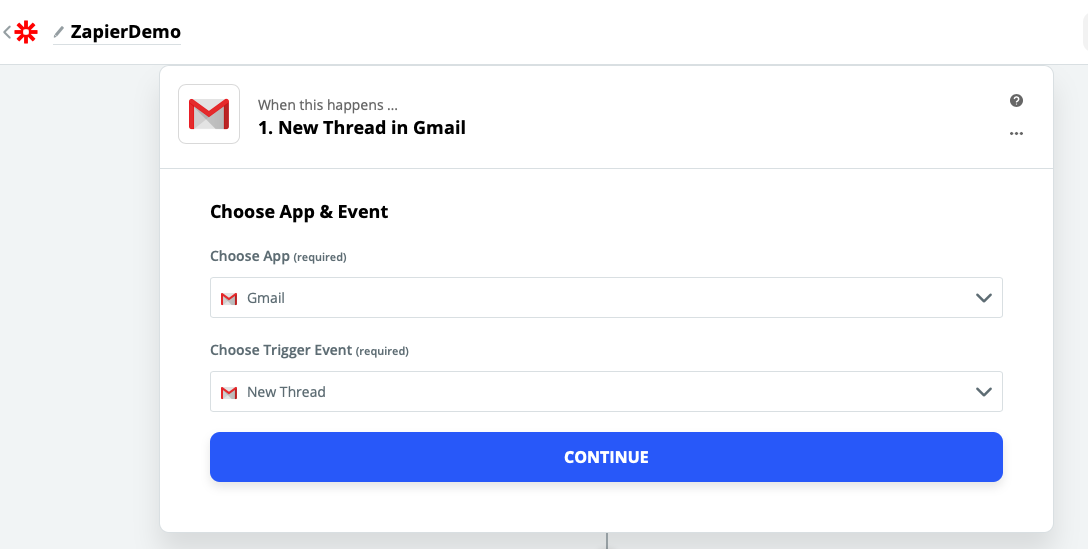 ZapierDemo
When this happens ...
1. New Thread in Gmail
Choose App & Event
Choose App (required)
Gmail
Choose Trigger Event (required)
New Thread
CONTINUE